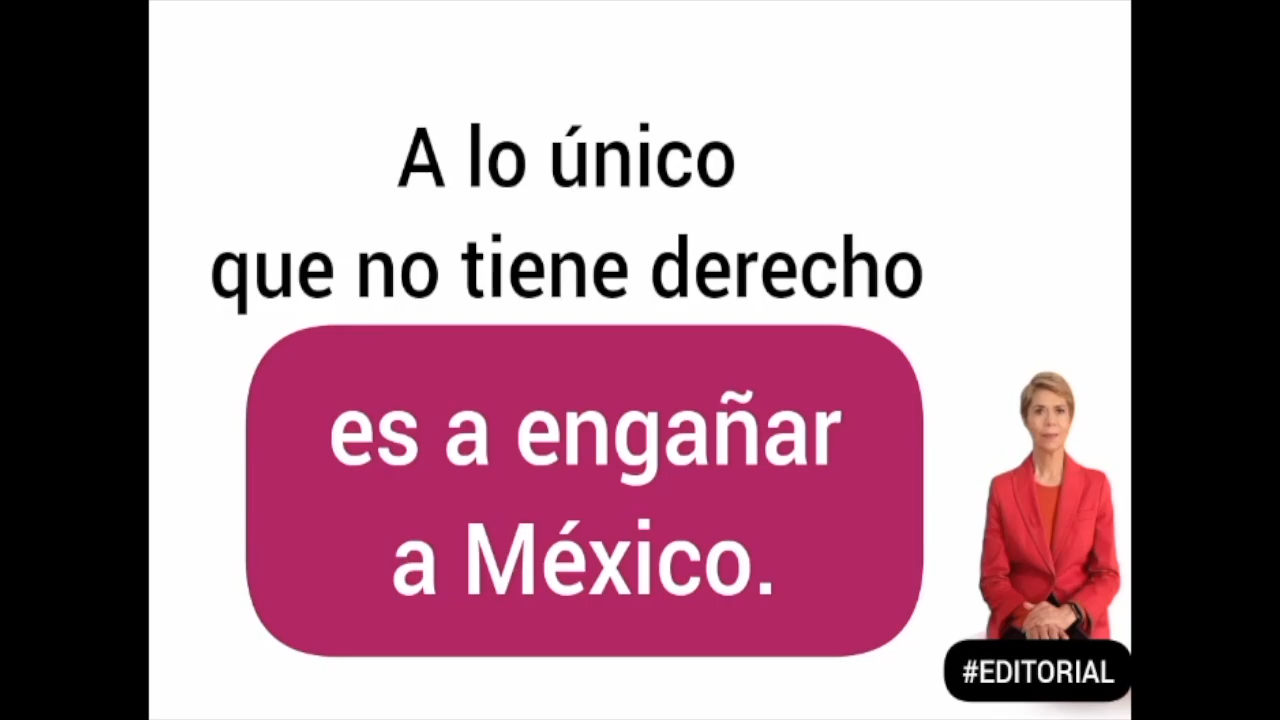 A lo único
que no tiene derecho
es a engañar
a México.
#EDITORIAL